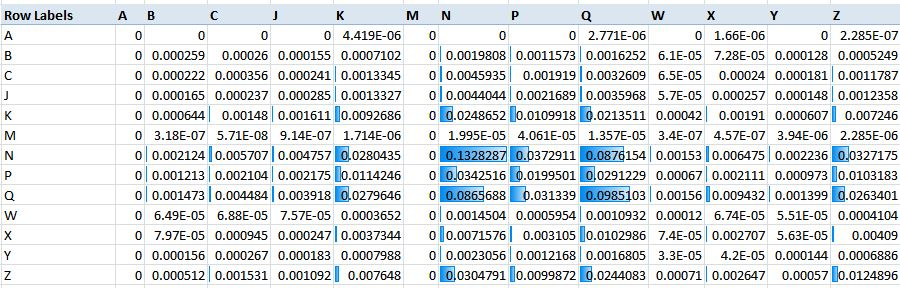 Row Labels A B C J K M N P Q W X Y Z
A 0 0 0 0 4.419E-06 0 0 0 2.771E-06 0 1.66E-06 0 2.285E-07
B 0 0.000259 0.00026 0.000155 0.0007102 0 0.0019808 0.0011573 0.0016252 6.1E-05 7.28E-05 0.000128 0.0005249
C 0 0.000222 0.000356 0.000241 0.0013345 0 0.0045935 0.001919 0.0032609 6.5E-05 0.00024 0.000181 0.0011787
J 0 0.000165 0.000237 0.000285 0.0013327 0 0.0044044 0.0021689 0.0035968 5.7E-05 0.000257 0.000148 0.0012358
K 0 0.000644 0.00148 0.001611 0.0092686 0 0.0248652 0.0109918 0.0213511 0.00042 0.00191 0.000607 0.007246
M 0 3.18E-07 5.71E-08 9.14E-07 1.714E-06 0 1.995E-05 4.061E-05 1.357E-05 3.4E-07 4.57E-07 3.94E-06 2.285E-06
N 0 0.002124 0.005707 0.004757 0.0280435 0 0.1328287 0.0372911 0.0876154 0.00153 0.006475 0.002236 0.0327175
P 0 0.001213 0.002104 0.002175 0.0114246 0 0.0342516 0.0199501 0.0291229 0.00067 0.002111 0.000973 0.0103183
Q 0 0.001473 0.004484 0.003918 0.0279646 0 0.0865688 0.031339 0.0985103 0.00156 0.009432 0.001399 0.0263401
W 0 6.49E-05 6.88E-05 7.57E-05 0.0003652 0 0.0014504 0.0005954 0.0010932 0.00012 6.74E-05 5.51E-05 0.0004104
X 0 7.97E-05 0.000945 0.000247 0.0037344 0 0.0071576 0.003105 0.0102986 7.4E-05 0.002707 5.63E-05 0.00409
Y 0 0.000156 0.000267 0.000183 0.0007988 0 0.0023056 0.0012168 0.0016805 3.3E-05 4.2E-05 0.000144 0.0006886
Z 0 0.000512 0.001531 0.001092 0.007648 0 0.0304791 0.0099872 0.0244083 0.00071 0.002647 0.00057 0.0124896